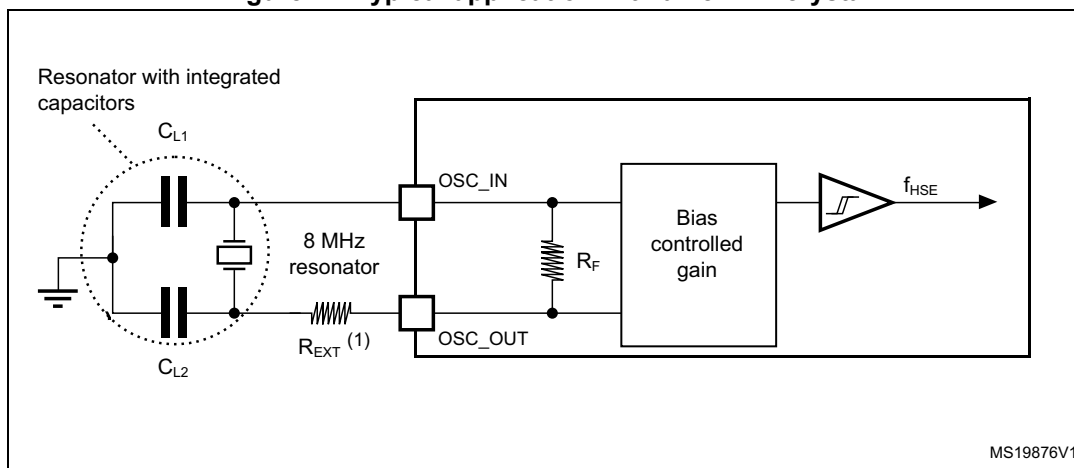 Resonator with integrated
capacitors
CL1
OSC_IN
fHSE
8 MHz
resonator
RF
Bias
controlled
gain
REXT (1)
OSC_OUT
CL2
MS19876V1